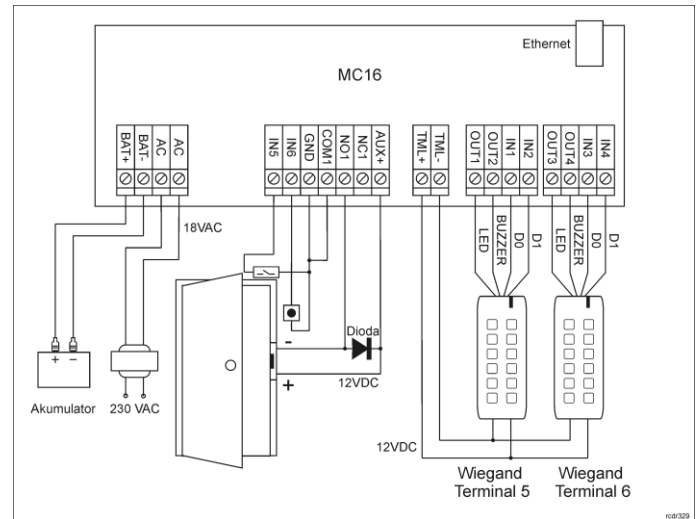 Ethernet
MC16
BAT+ BAT- AC AC
IN5 IN6 GND COM1 NO1 NC1 AUX+
TML+ TML-
OUT1 OUT2 IN1 IN2
OUT3 OUT4 IN3 IN4
18VAC
LED BUZZER D0 D1
LED BUZZER D0 D1
Dioda
- 
+
12VDC
+ -
Akumulator
230 VAC
12VDC
Wiegand
Terminal 5
Wiegand
Terminal 6
rcdr329